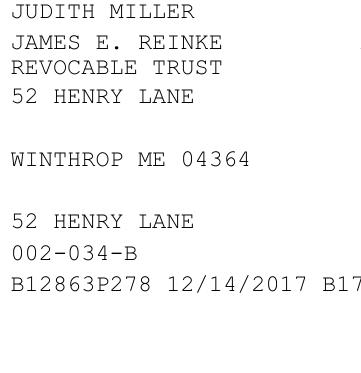 JUDITH MILLER
JAMES E. REINKE
REVOCABLE TRUST
52 HENRY LANE
WINTHROP ME 04364
52 HENRY LANE
002-034-B
B12863P278 12/14/2017 B17